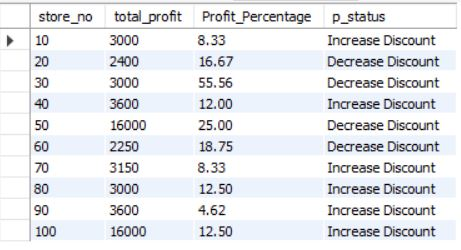 store_no total_profit Profit_Percentage p_status
10 3000 8.33 Increase Discount
20 2400 16.67 Decrease Discount
30 3000 55.56 Decrease Discount
40 3600 12.00 Increase Discount
50 16000 25.00 Decrease Discount
60 2250 18.75 Decrease Discount
70 3150 8.33 Increase Discount
80 3000 12.50 Increase Discount
90 3600 4.62 Increase Discount
100 16000 12.50 Increase Discount